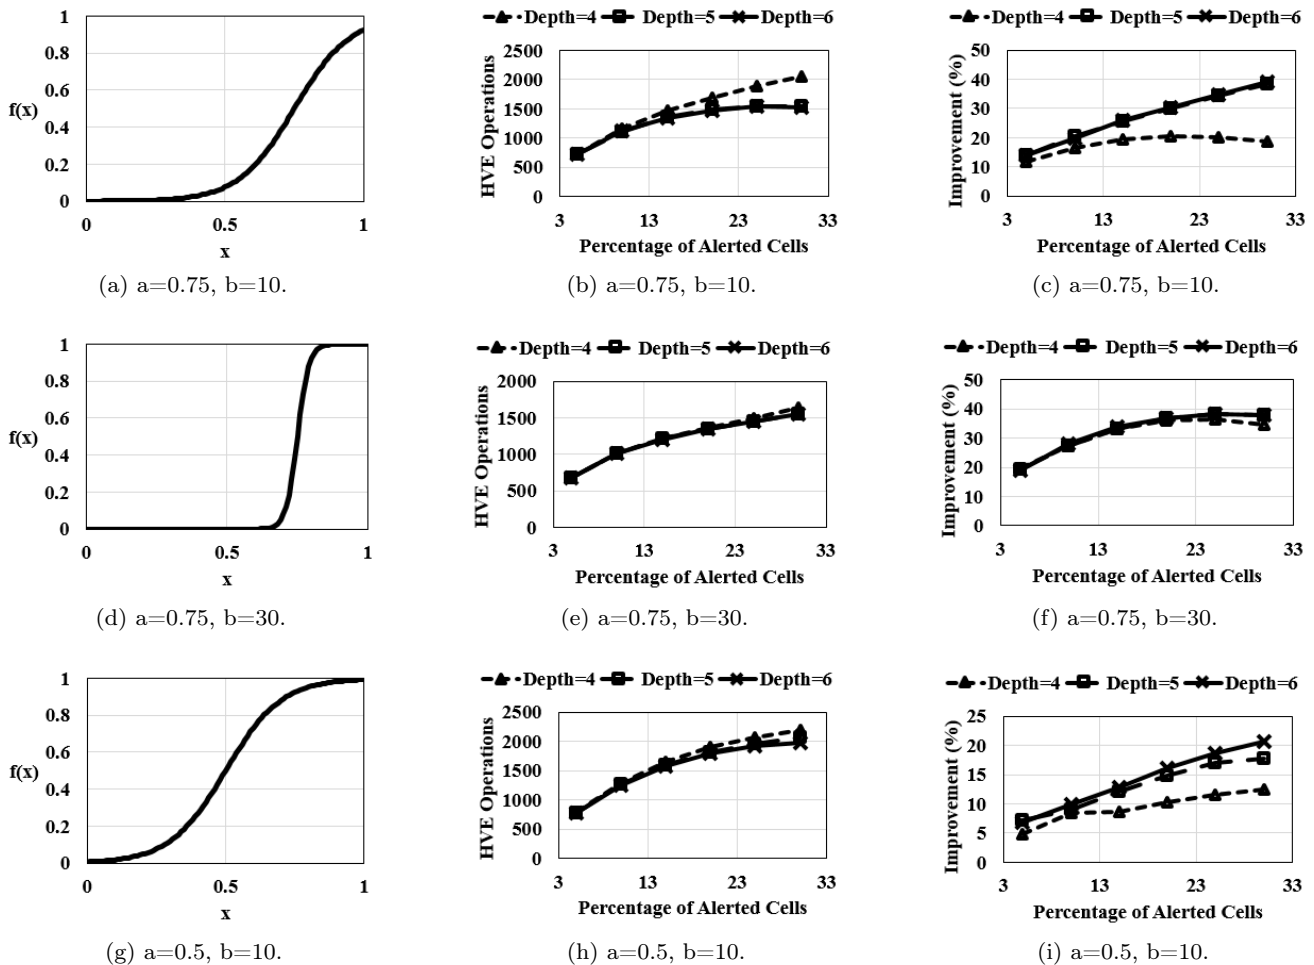 1
0.8
0.6
f(x)
0.4
0.2
0
0 0.5 1
x
(a) a=0.75, b=10.
Depth=4 Depth=5 Depth=6
HVE Operations
2500
2000
1500
1000
500
0
3 13 23 33
Percentage of Alerted Cells
(b) a=0.75, b=10.
Depth=4 Depth=5 Depth=6
Improvement (%)
50
40
30
20
10
0
3 13 23 33
Percentage of Alerted Cells
(c) a=0.75, b=10.
1
0.8
0.6
f(x)
0.4
0.2
0
0 0.5 1
x
(d) a=0.75, b=30.
Depth=4 Depth=5 Depth=6
HVE Operations
2000
1500
1000
500
0
3 13 23 33
Percentage of Alerted Cells
(e) a=0.75, b=30.
Depth=4 Depth=5 Depth=6
Improvement (%)
50
40
30
20
10
0
3 13 23 33
Percentage of Alerted Cells
(f) a=0.75, b=30.
1
0.8
0.6
f(x)
0.4
0.2
0
0 0.5 1
x
(g) a=0.5, b=10.
Depth=4 Depth=5 Depth=6
HVE Operations
2500
2000
1500
1000
500
0
3 13 23 33
Percentage of Alerted Cells
(h) a=0.5, b=10.
Depth=4 Depth=5 Depth=6
Improvement (%)
25
20
15
10
5
0
3 13 23 33
Percentage of Alerted Cells
(i) a=0.5, b=10.